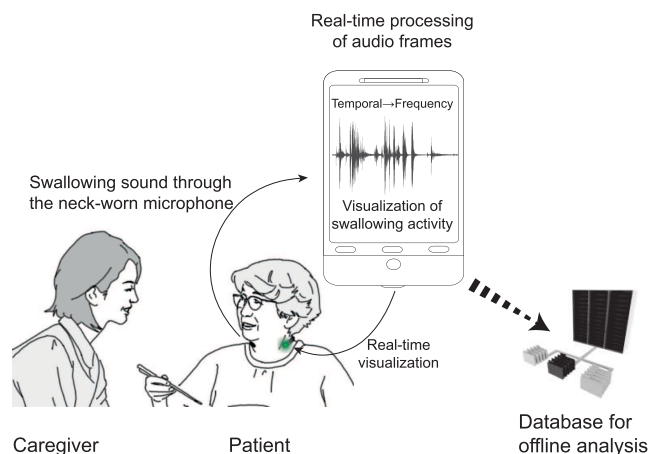 Real-time processing
of audio frames
Temporal→Frequency
Visualization of
swallowing activity
Swallowing sound through
the neck-worn microphone
Real-time
visualization
Caregiver
Patient
Database for
offline analysis